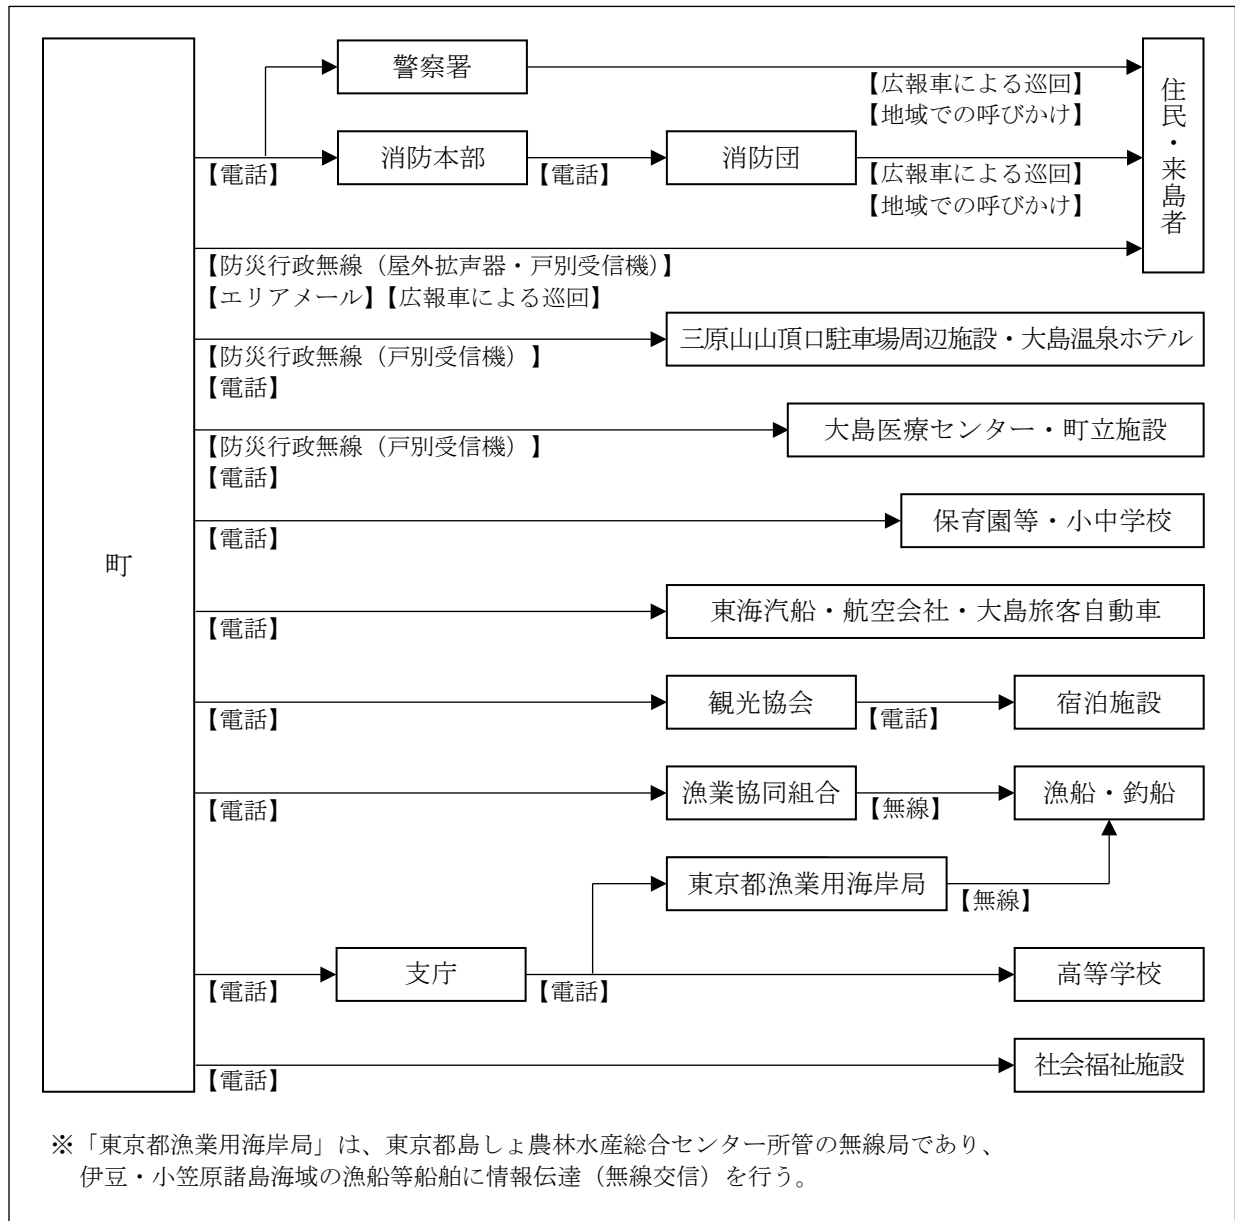 警察署
【広報車による巡回】
【地域での呼びかけ】
住民・来島者
【電話】
消防本部
【電話】
消防団
【広報車による巡回】
【地域での呼びかけ】
【防災行政無線（屋外拡声器・戸別受信機）】
【エリアメール】【広報車による巡回】
三原山山頂口駐車場周辺施設・大島温泉ホテル
【防災行政無線（戸別受信機）】
【電話】
大島医療センター・町立施設
【防災行政無線（戸別受信機）】
【電話】
保育園等・小中学校
【電話】
町
東海汽船・航空会社・大島旅客自動車
【電話】
観光協会
宿泊施設
【電話】
【電話】
漁業協同組合
漁船・釣船
【電話】
【無線】
東京都漁業用海岸局
【無線】
支庁
高等学校
【電話】
【電話】
社会福祉施設
【電話】
※「東京都漁業用海岸局」は、東京都島しょ農林水産総合センター所管の無線局であり、
伊豆・小笠原諸島海域の漁船等船舶に情報伝達（無線交信）を行う。